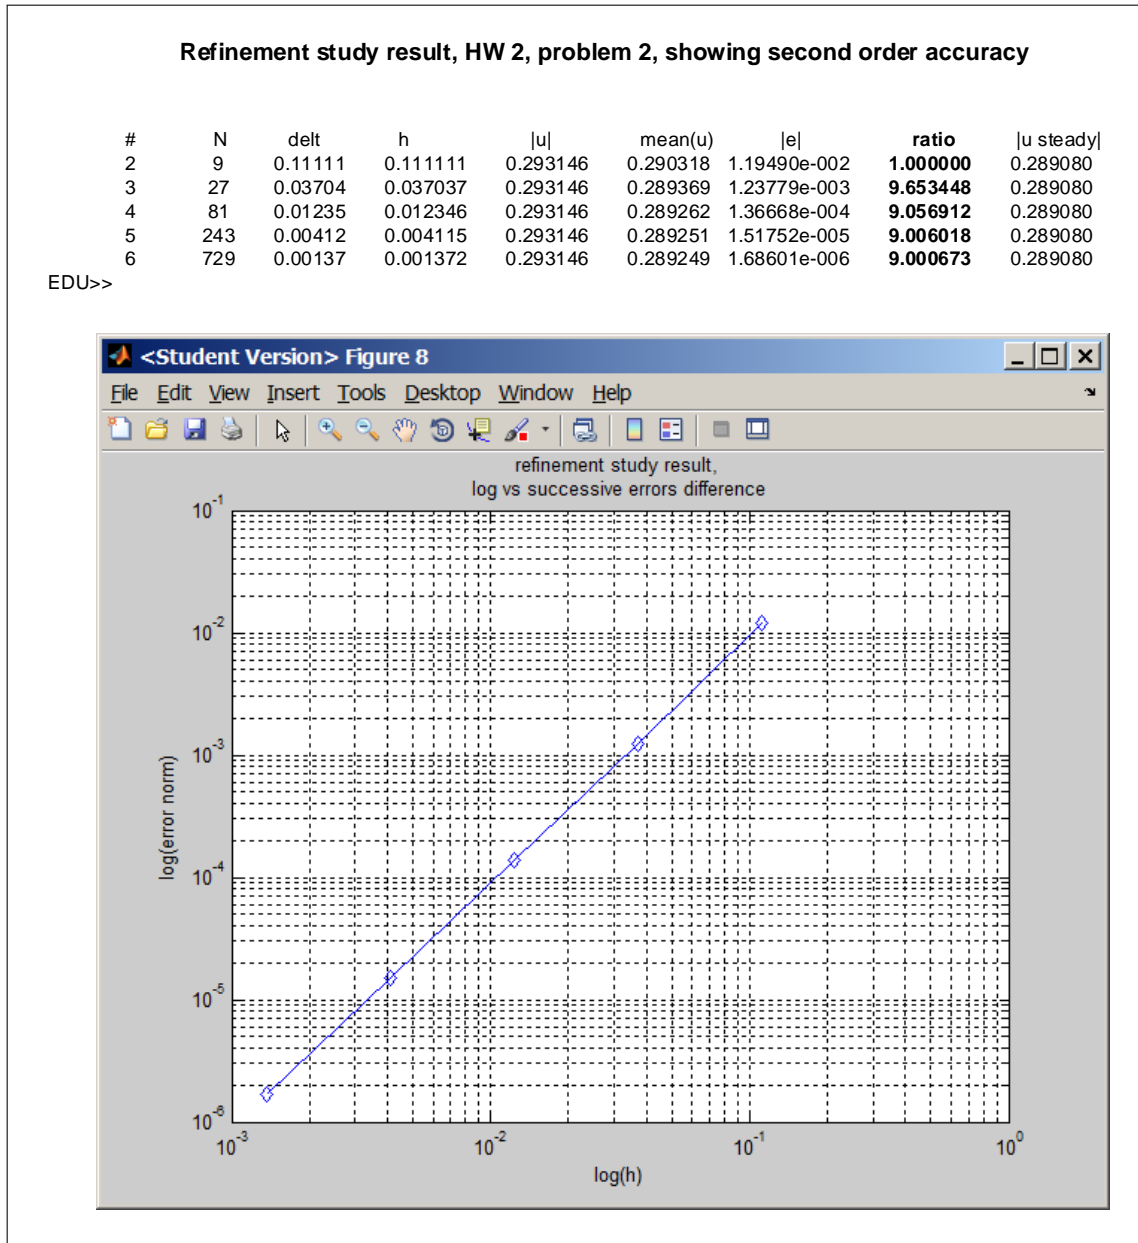 Refinement study result, HW 2, problem 2, showing second order accuracy
# N delt h |u| mean(u) |e| ratio |u steady|
2 9 0.11111 0.111111 0.293146 0.290318 1.19490e-002 1.000000 0.289080
3 27 0.03704 0.037037 0.293146 0.289369 1.23779e-003 9.653448 0.289080
4 81 0.01235 0.012346 0.293146 0.289262 1.36668e-004 9.056912 0.289080
5 243 0.00412 0.004115 0.293146 0.289251 1.51752e-005 9.006018 0.289080
6 729 0.00137 0.001372 0.293146 0.289249 1.68601e-006 9.000673 0.289080
EDU>>
<Student Version> Figure 8
File Edit View Insert Tools Desktop Window Help
refinement study result,
log vs successive errors difference
10^-1
10^-2
10^-3
10^-4
10^-5
10^-6
log(error norm)
10^-3 10^-2 10^-1 10^0
log(h)